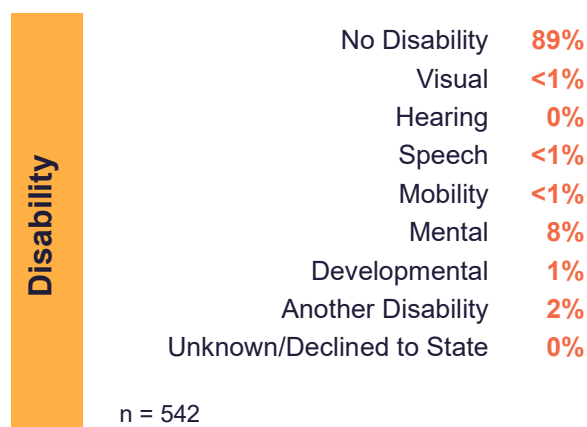 Disability
No Disability 89%
Visual <1%
Hearing 0%
Speech <1%
Mobility <1%
Mental 8%
Developmental 1%
Another Disability 2%
Unknown/Declined to State 0%
n = 542